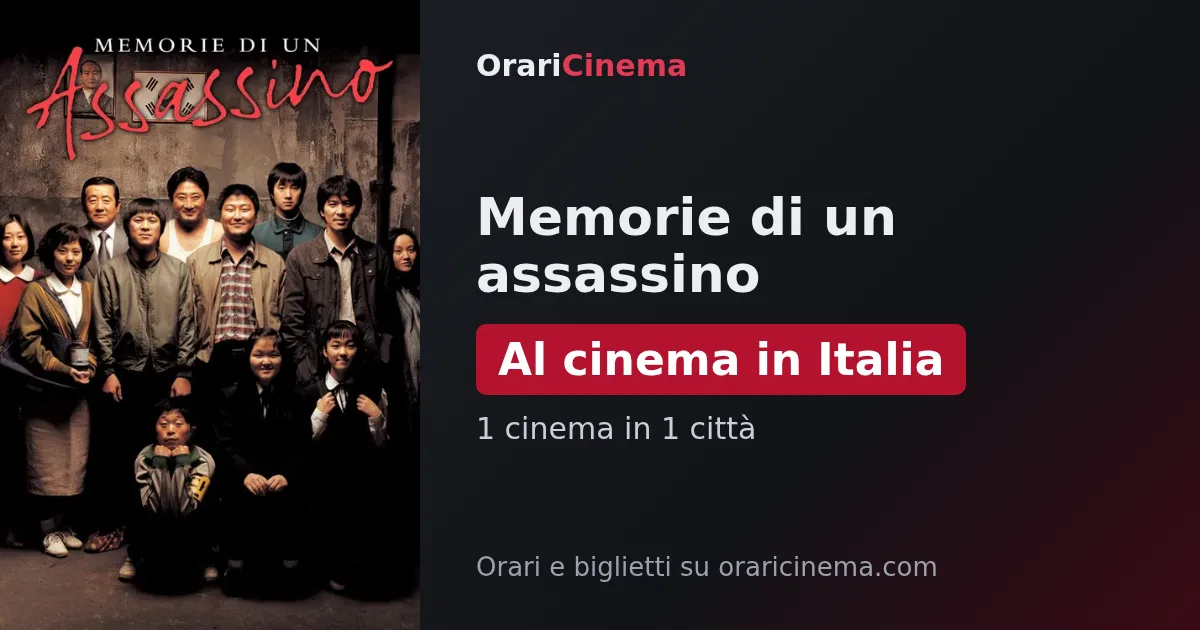 MEMORIE DI UN
Assassino
OrariCinema
Memorie di un
assassino
Al cinema in Italia
1 cinema in 1 città
Orari e biglietti su oraricinema.com